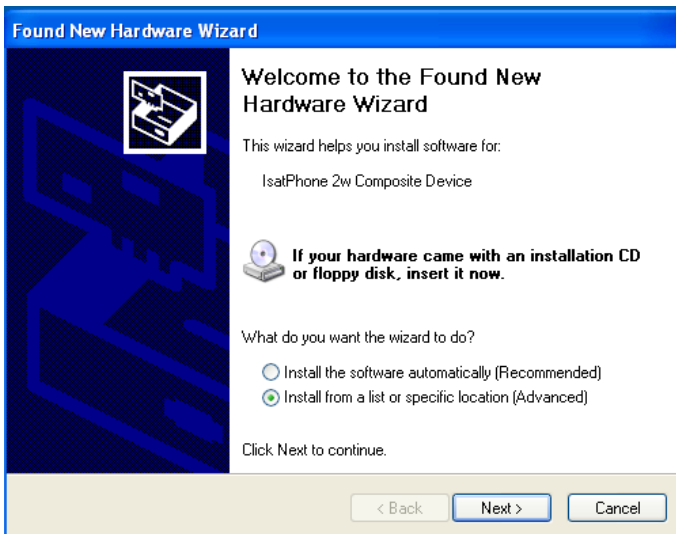 Found New Hardware Wizard
Welcome to the Found New
Hardware Wizard
This wizard helps you install software for:
IsatPhone 2w Composite Device
If your hardware came with an installation CD
or floppy disk, insert it now.
What do you want the wizard to do?
Install the software automatically (Recommended)
Install from a list or specific location (Advanced)
Click Next to continue.
< Back Next > Cancel